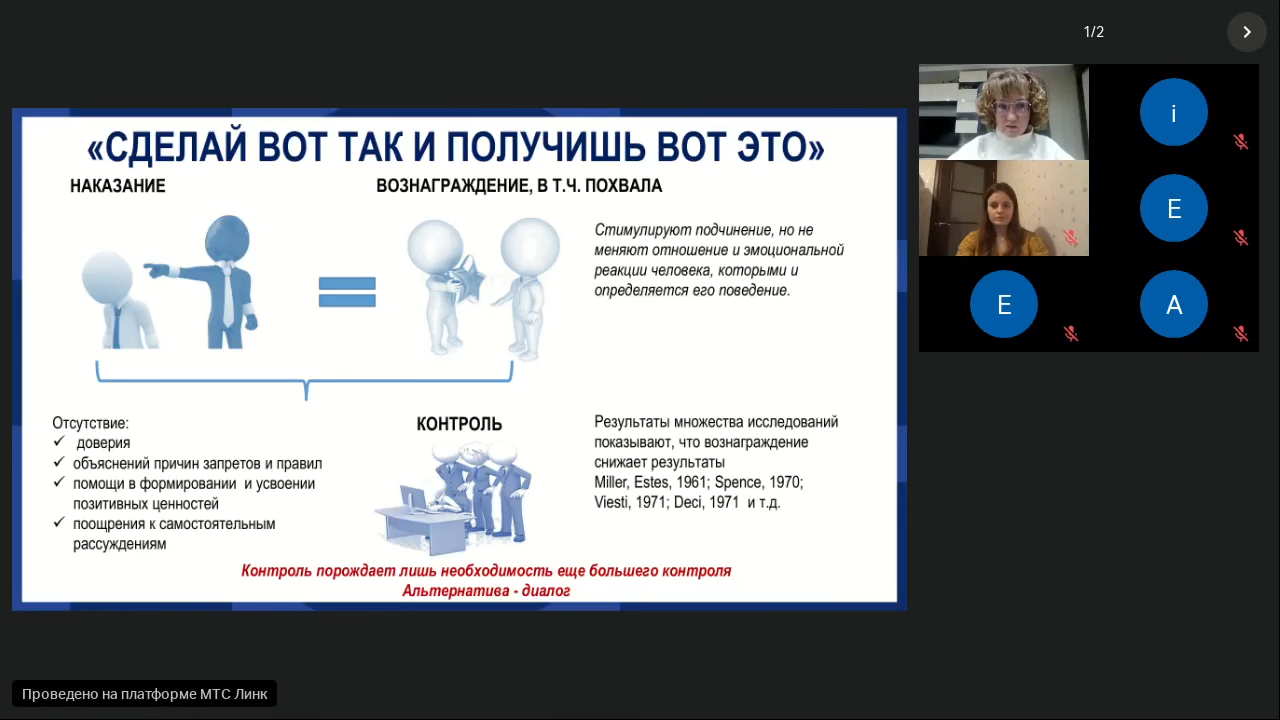 1/2
«СДЕЛАЙ ВОТ ТАК И ПОЛУЧИШЬ ВОТ ЭТО»
НАКАЗАНИЕ
ВОЗНАГРАЖДЕНИЕ, В Т.Ч. ПОХВАЛА
Стимулируют подчинение, но не
меняют отношение и эмоциональной
реакции человека, которыми и
определяется его поведение.
Отсутствие:
✓ доверия
✓ объяснений причин запретов и правил
✓ помощи в формировании и усвоении
позитивных ценностей
✓ поощрения к самостоятельным
рассуждениям
КОНТРОЛЬ
Результаты множества исследований
показывают, что вознаграждение
снижает результаты
Miller, Estes, 1961; Spence, 1970;
Viesti, 1971; Deci, 1971 и т.д.
Контроль порождает лишь необходимость еще большего контроля
Альтернатива - диалог
i
E
E
A
Проведено на платформе МТС Линк